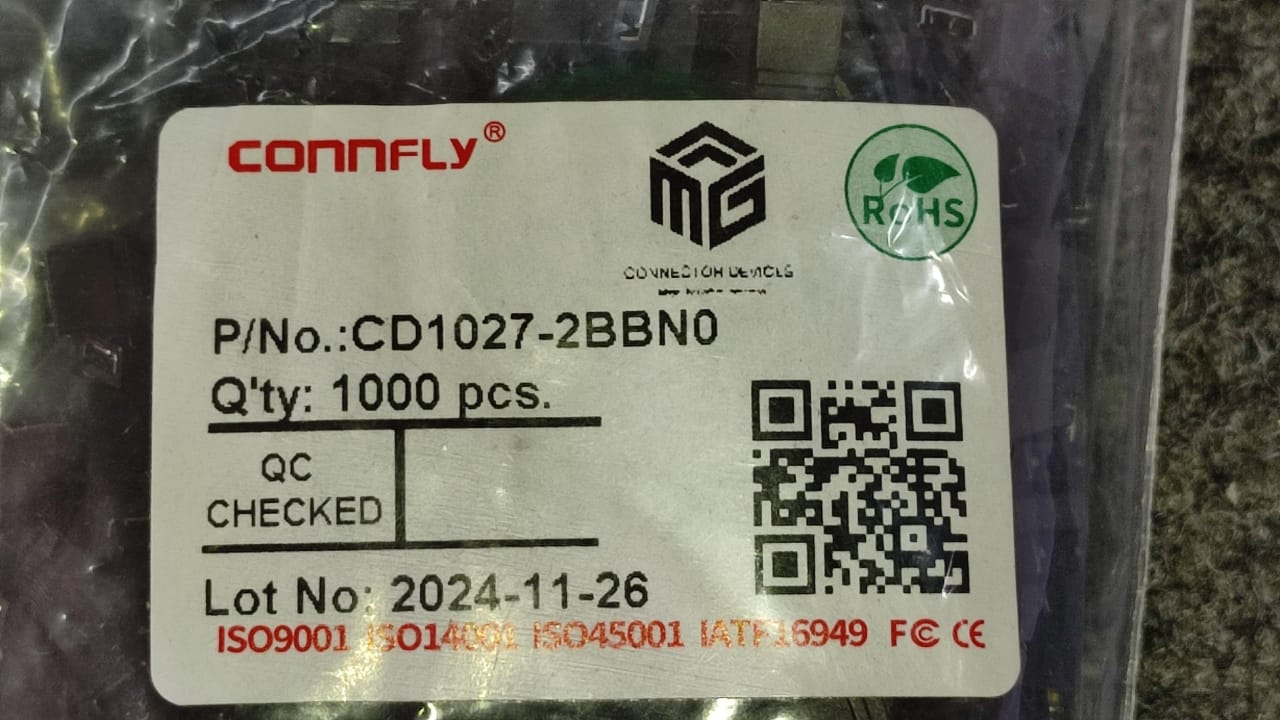 CONNFLY®
MG
RoHS
CONNECTOR DEVICES
P/No.:CD1027-2BBN0
Q'ty: 1000 pcs.
QC
CHECKED
Lot No: 2024-11-26
ISO9001 ISO14001 ISO45001 IATF16949 FC CE